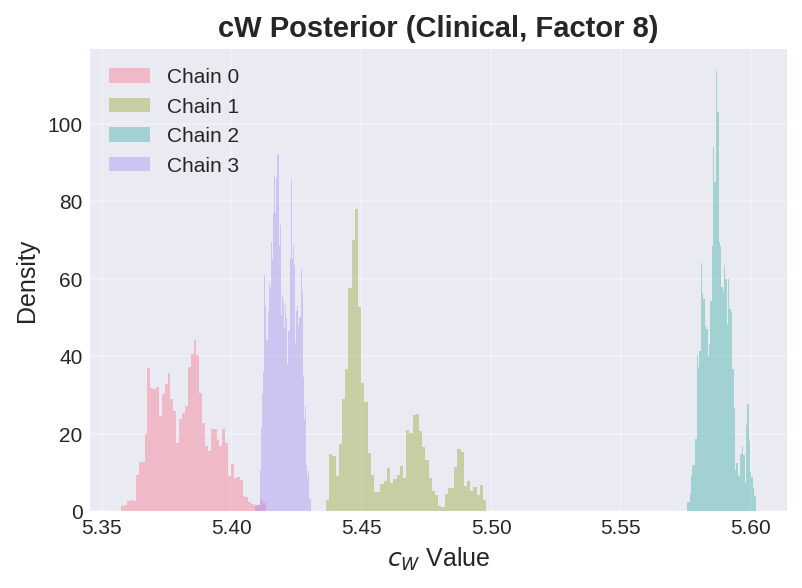 cW Posterior (Clinical, Factor 8)
Chain 0
Chain 1
Chain 2
Chain 3
Density
100
80
60
40
20
0
5.35 5.40 5.45 5.50 5.55 5.60
c_W Value